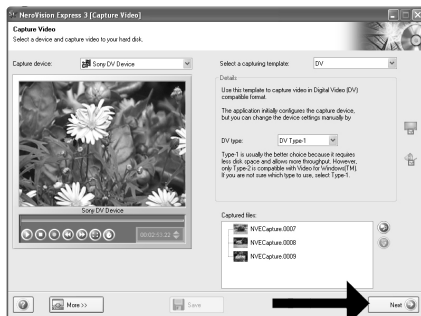 NeroVision Express 3 [Capture Video]
Capture Video
Select a device and capture video to your hard disk.
Capture device: Sony DV Device
Select a capturing template: DV
Details
Use this template to capture video in Digital Video (DV)
compatible format.
The application initially configures the capture device,
but you can change the device settings manually by
DV type: DV Type-1
Type-1 is usually the better choice because it requires
less disk space and allows more throughput. However,
only Type-2 is compatible with Video for Windows(TM).
If you are not sure which type to use, select Type-1.
Sony DV Device
00:02:51.22
Captured files:
NVECapture.0007
NVECapture.0008
NVECapture.0009
More >>
Save
Next